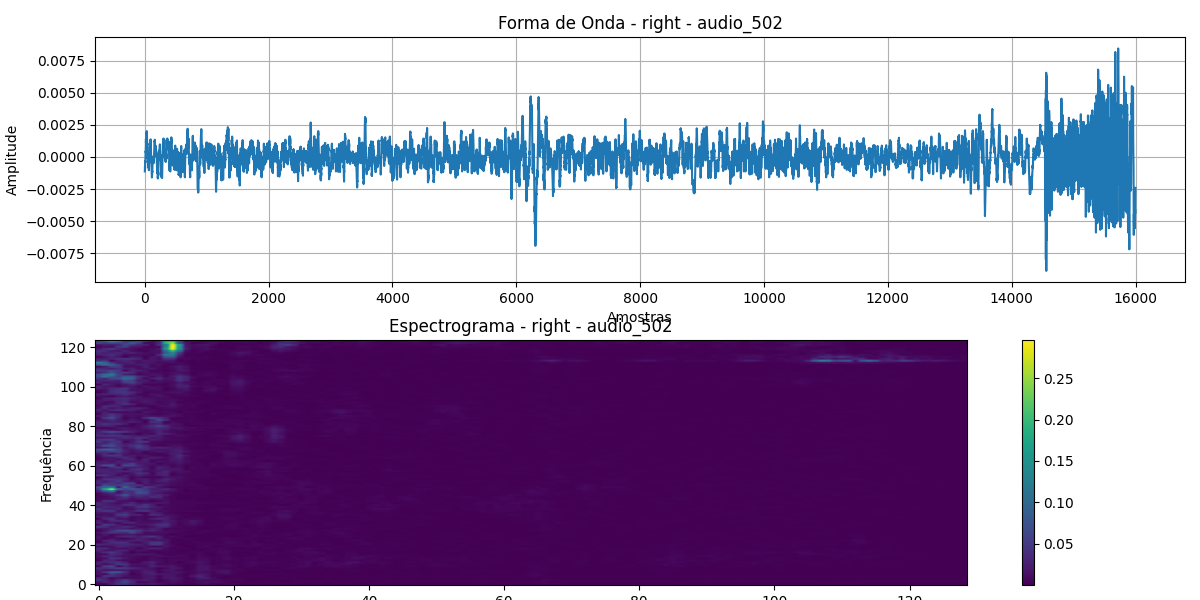 Forma de Onda - right - audio_502
0.0075
0.0050
0.0025
0.0000
−0.0025
−0.0050
−0.0075
Amplitude
0 2000 4000 6000 8000 10000 12000 14000 16000
Amostras
Espectrograma - right - audio_502
120
100
80
60
40
20
0
Frequência
0 20 40 60 80 100 120
0.25
0.20
0.15
0.10
0.05